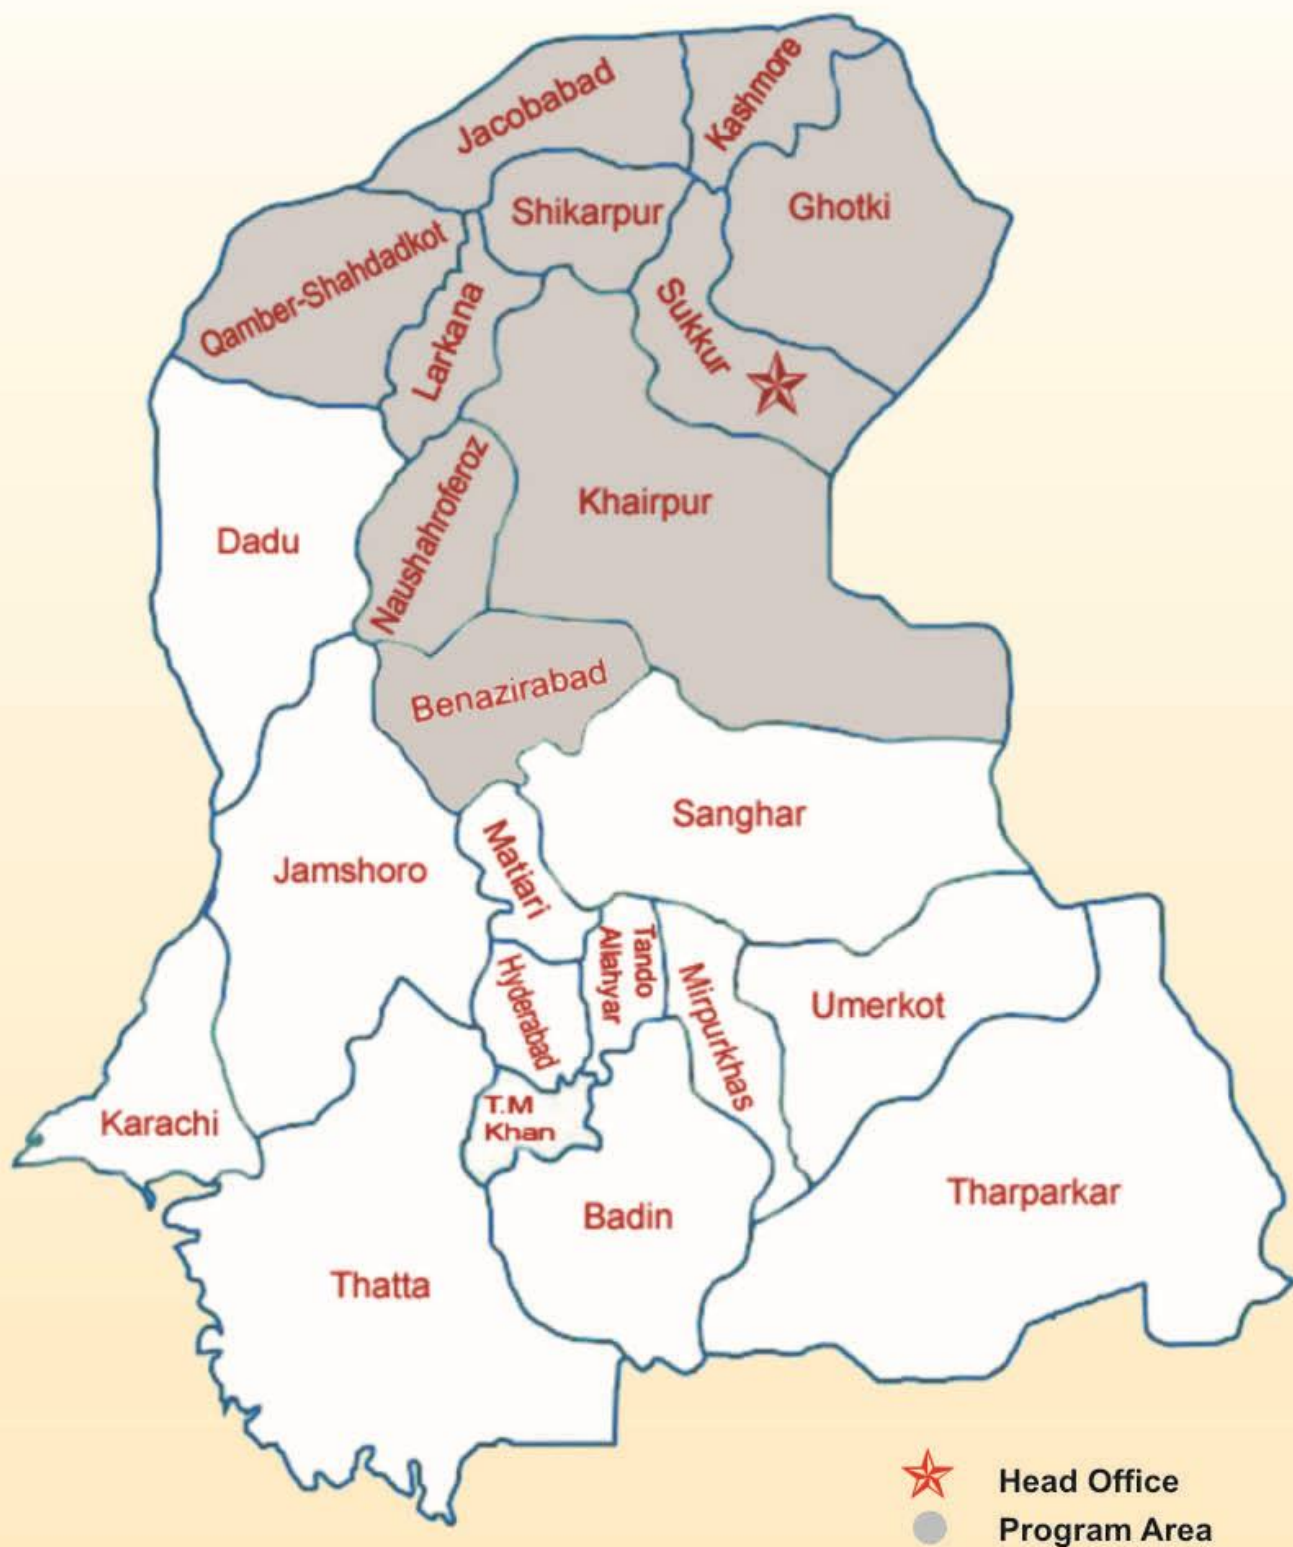 Kashmore
Jacobabad
Shikarpur
Ghotki
Qamber-Shahdadkot
Larkana
Sukkur
Khairpur
Naushahroferoz
Dadu
Benazirabad
Sanghar
Jamshoro
Matiari
Tando
Allahyar
Hyderabad
Mirpurkhas
Umerkot
Karachi
T.M
Khan
Tharparkar
Badin
Thatta
Head Office
Program Area